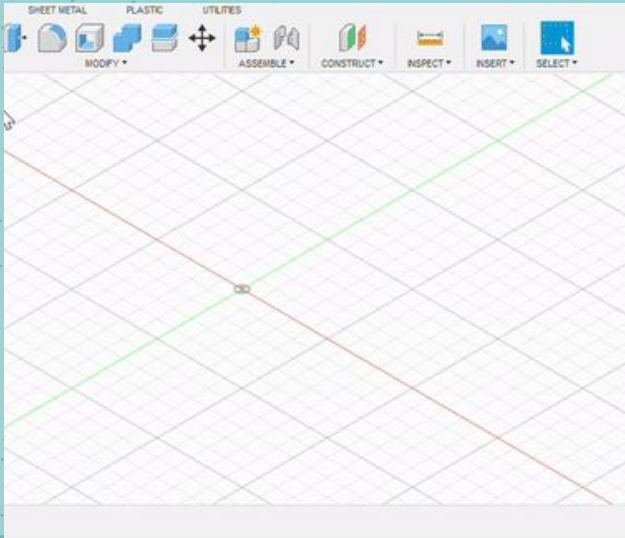 SHEET METAL PLASTIC UTILITIES
MODIFY ASSEMBLE CONSTRUCT INSPECT INSERT SELECT